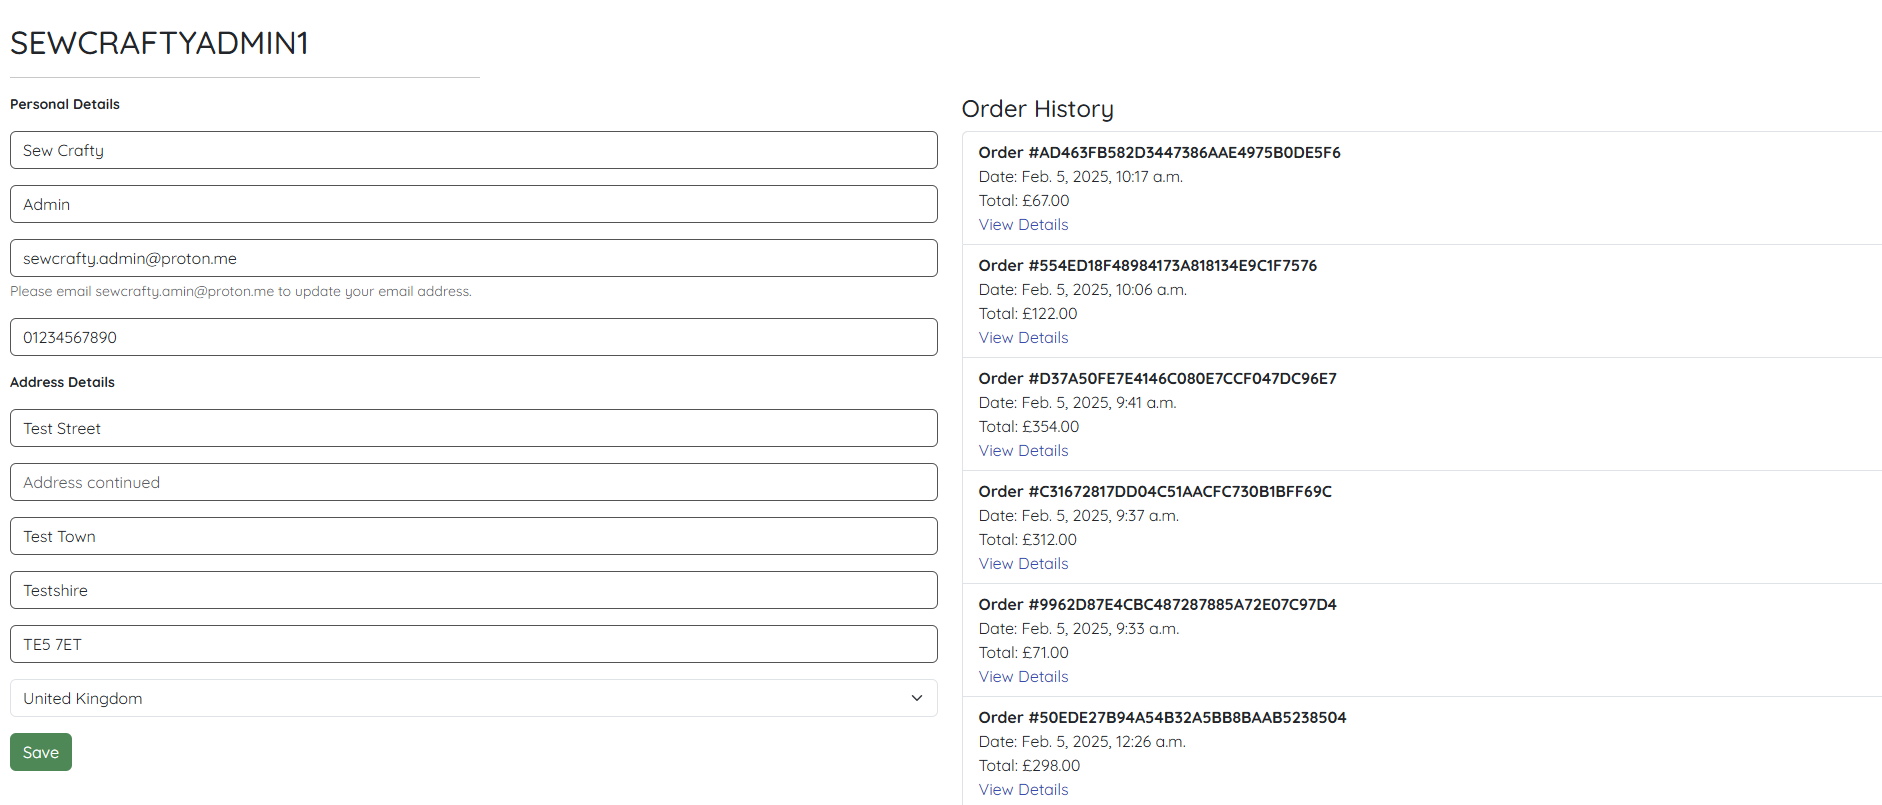 SEWCRAFTYADMIN1
Personal Details
Sew Crafty
Admin
sewcrafty.admin@proton.me
Please email sewcrafty.amin@proton.me to update your email address.
01234567890
Address Details
Test Street
Address continued
Test Town
Testshire
TE5 7ET
United Kingdom
Save
Order History
Order #AD463FB582D3447386AAE4975B0DE5F6
Date: Feb. 5, 2025, 10:17 a.m.
Total: £67.00
View Details
Order #554ED18F48984173A818134E9C1F7576
Date: Feb. 5, 2025, 10:06 a.m.
Total: £122.00
View Details
Order #D37A50FE7E4146C080E7CCF047DC96E7
Date: Feb. 5, 2025, 9:41 a.m.
Total: £354.00
View Details
Order #C31672817DD04C51AACFC730B1BFF69C
Date: Feb. 5, 2025, 9:37 a.m.
Total: £312.00
View Details
Order #9962D87E4CBC487287885A72E07C97D4
Date: Feb. 5, 2025, 9:33 a.m.
Total: £71.00
View Details
Order #50EDE27B94A54B32A5BB8BAAB5238504
Date: Feb. 5, 2025, 12:26 a.m.
Total: £298.00
View Details